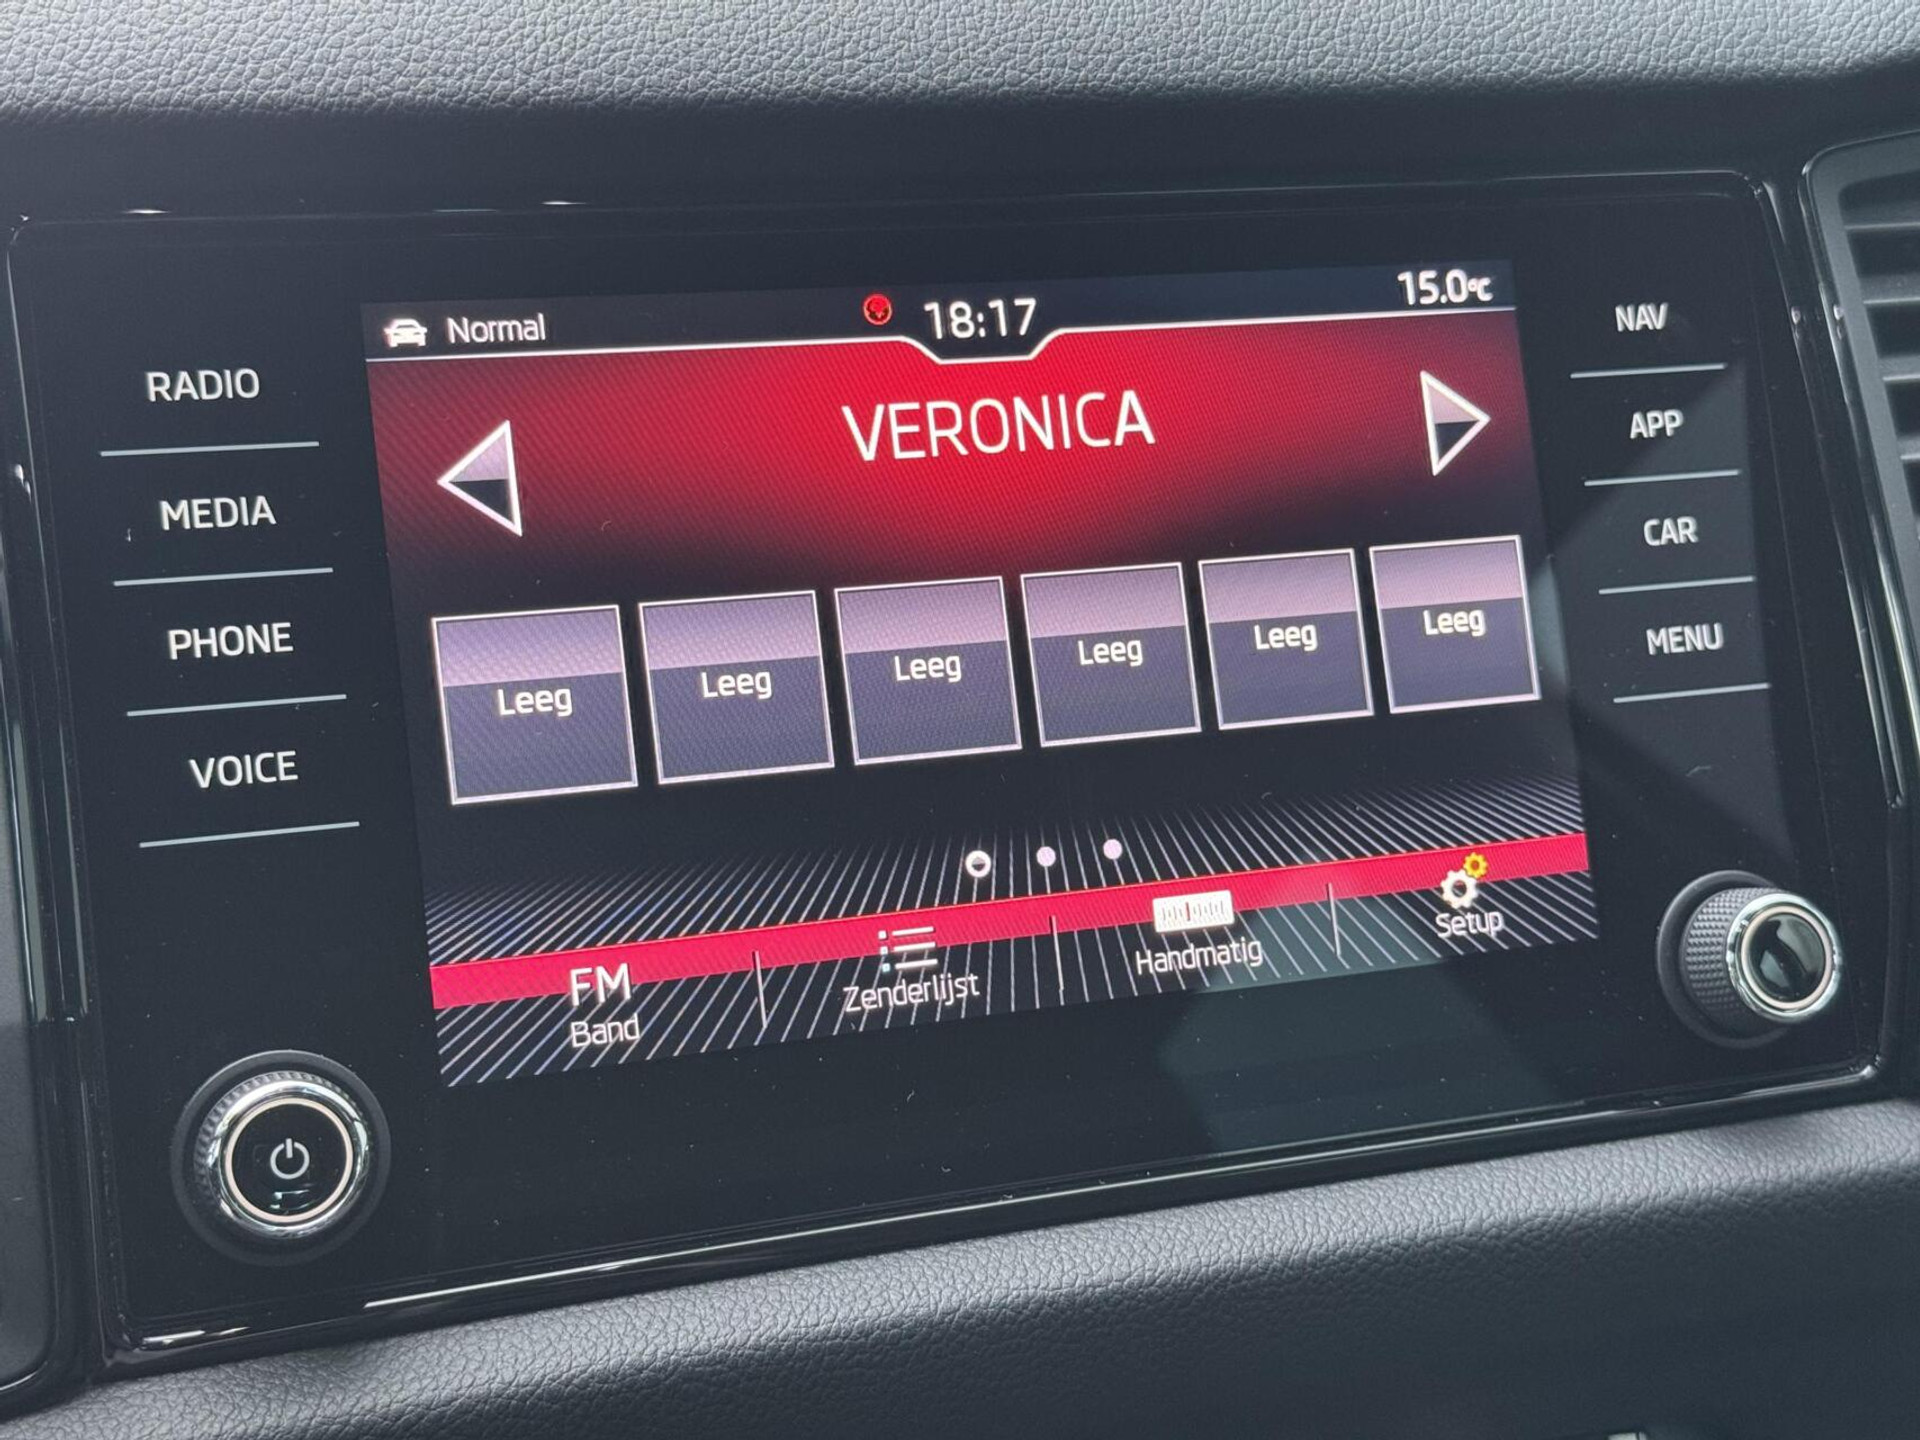 Normal
18:17
15.0°C
RADIO
MEDIA
PHONE
VOICE
VERONICA
Leeg
Leeg
Leeg
Leeg
Leeg
Leeg
FM
Band
Zenderlijst
Handmatig
Setup
NAV
APP
CAR
MENU